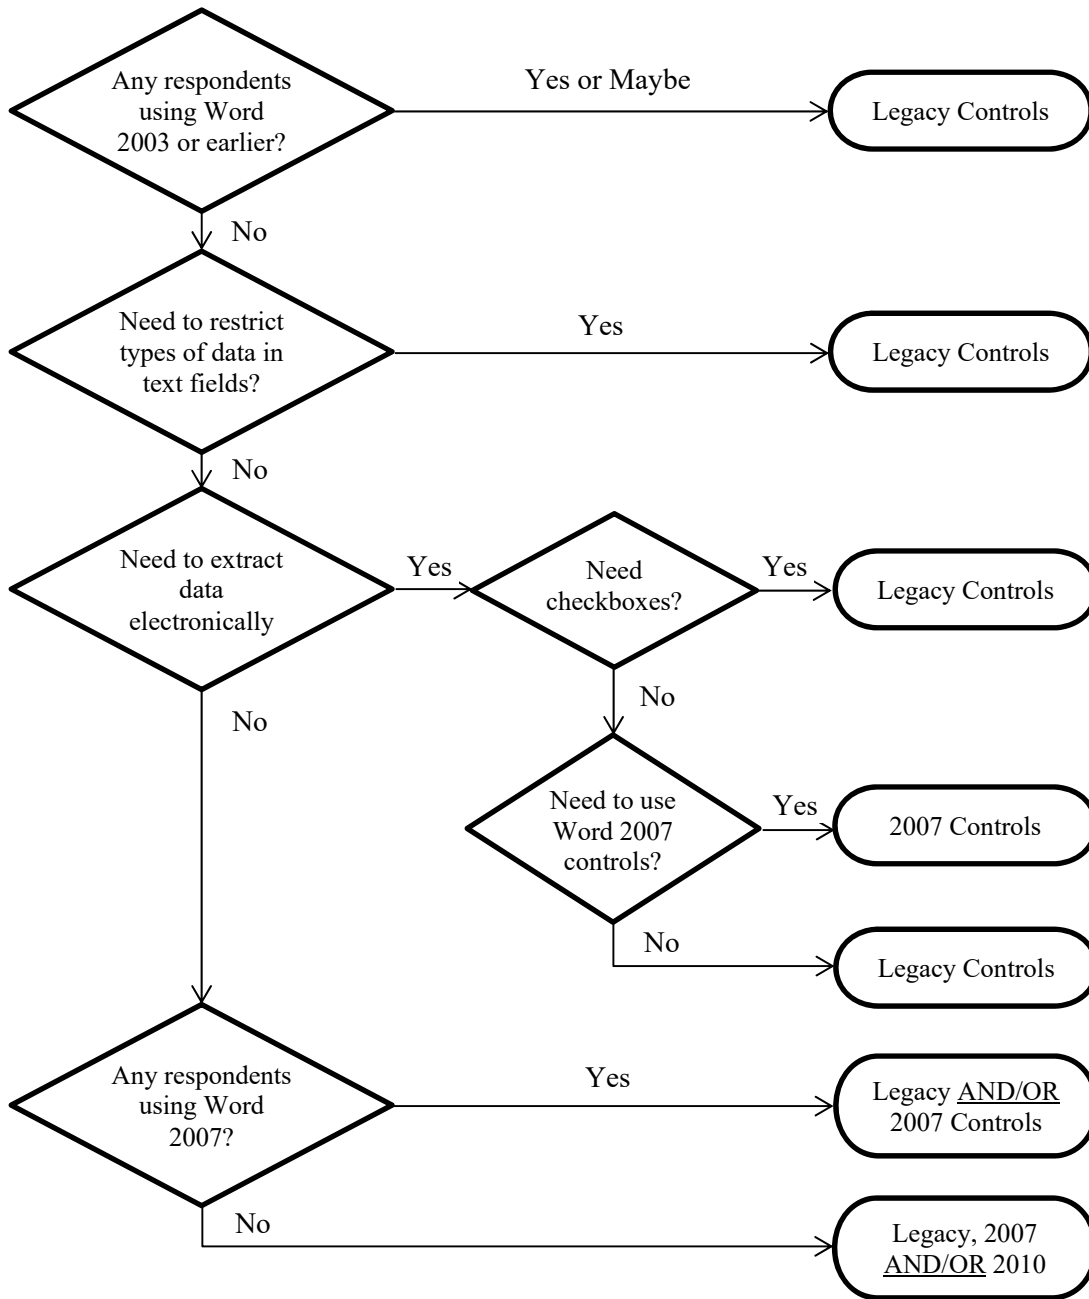 Any respondents
using Word
2003 or earlier?
Yes or Maybe
Legacy Controls
No
Need to restrict
types of data in
text fields?
Yes
Legacy Controls
No
Need to extract
data
electronically
Yes
Need
checkboxes?
Yes
Legacy Controls
No
No
Need to use
Word 2007
controls?
Yes
2007 Controls
No
Legacy Controls
Any respondents
using Word
2007?
Yes
Legacy AND/OR
2007 Controls
No
Legacy, 2007
AND/OR 2010